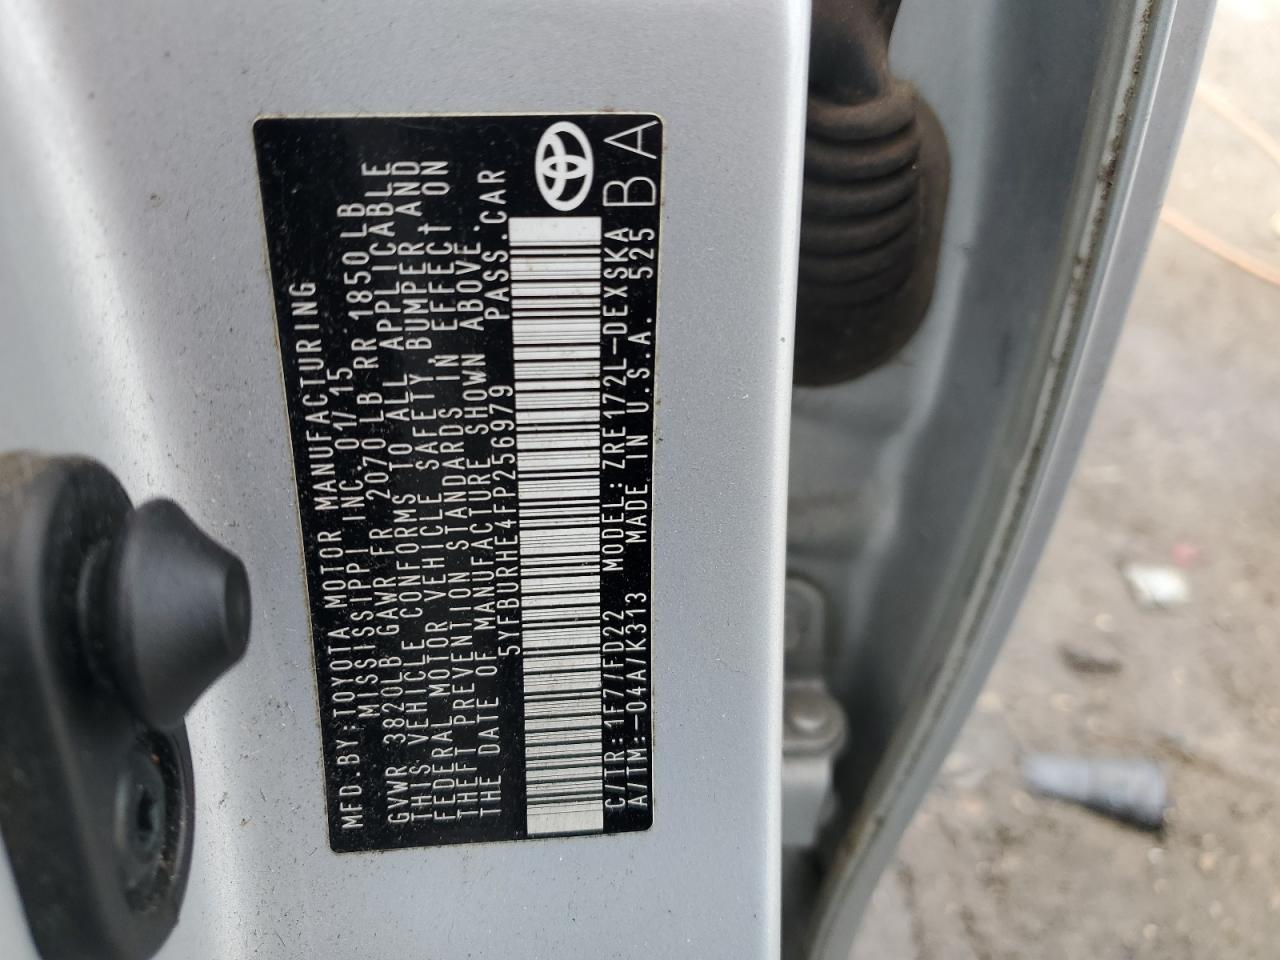 MFD.BY:TOYOTA MOTOR MANUFACTURING
MISSISSIPPI INC.01/15
GVWR 3820LB GAWR FR 2070LB RR 1850LB
THIS VEHICLE CONFORMS TO ALL APPLICABLE
FEDERAL MOTOR VEHICLE SAFETY,BUMPER AND
THEFT PREVENTION STANDARDS IN EFFECT ON
THE DATE OF MANUFACTURE SHOWN ABOVE.
5YFBURHE4FP256979 PASS.CAR
C/TR:1F7/FD22 MODEL:ZRE172L-DEXSKA
A/TM:-04A/K313 MADE IN U.S.A. 525
BA